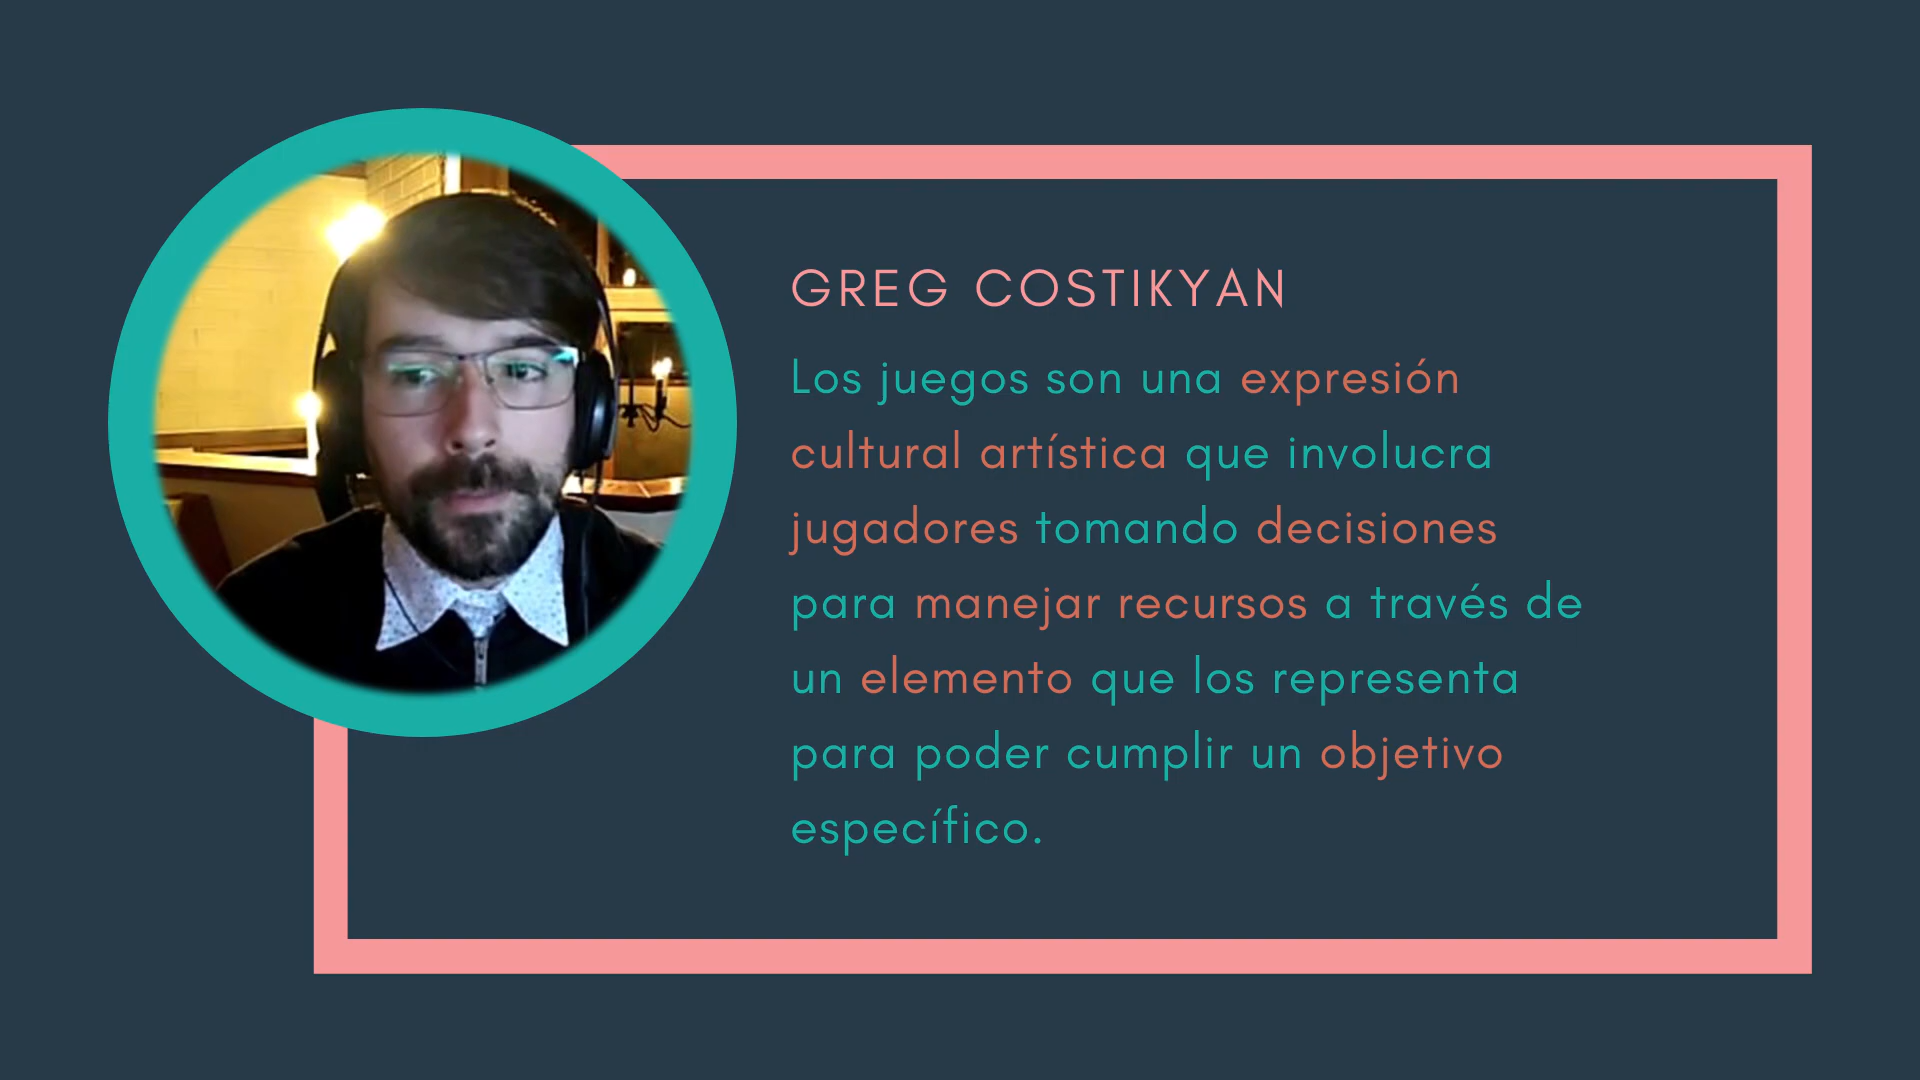 GREG COSTIKYAN
Los juegos son una expresión
cultural artística que involucra
jugadores tomando decisiones
para manejar recursos a través de
un elemento que los representa
para poder cumplir un objetivo
específico.